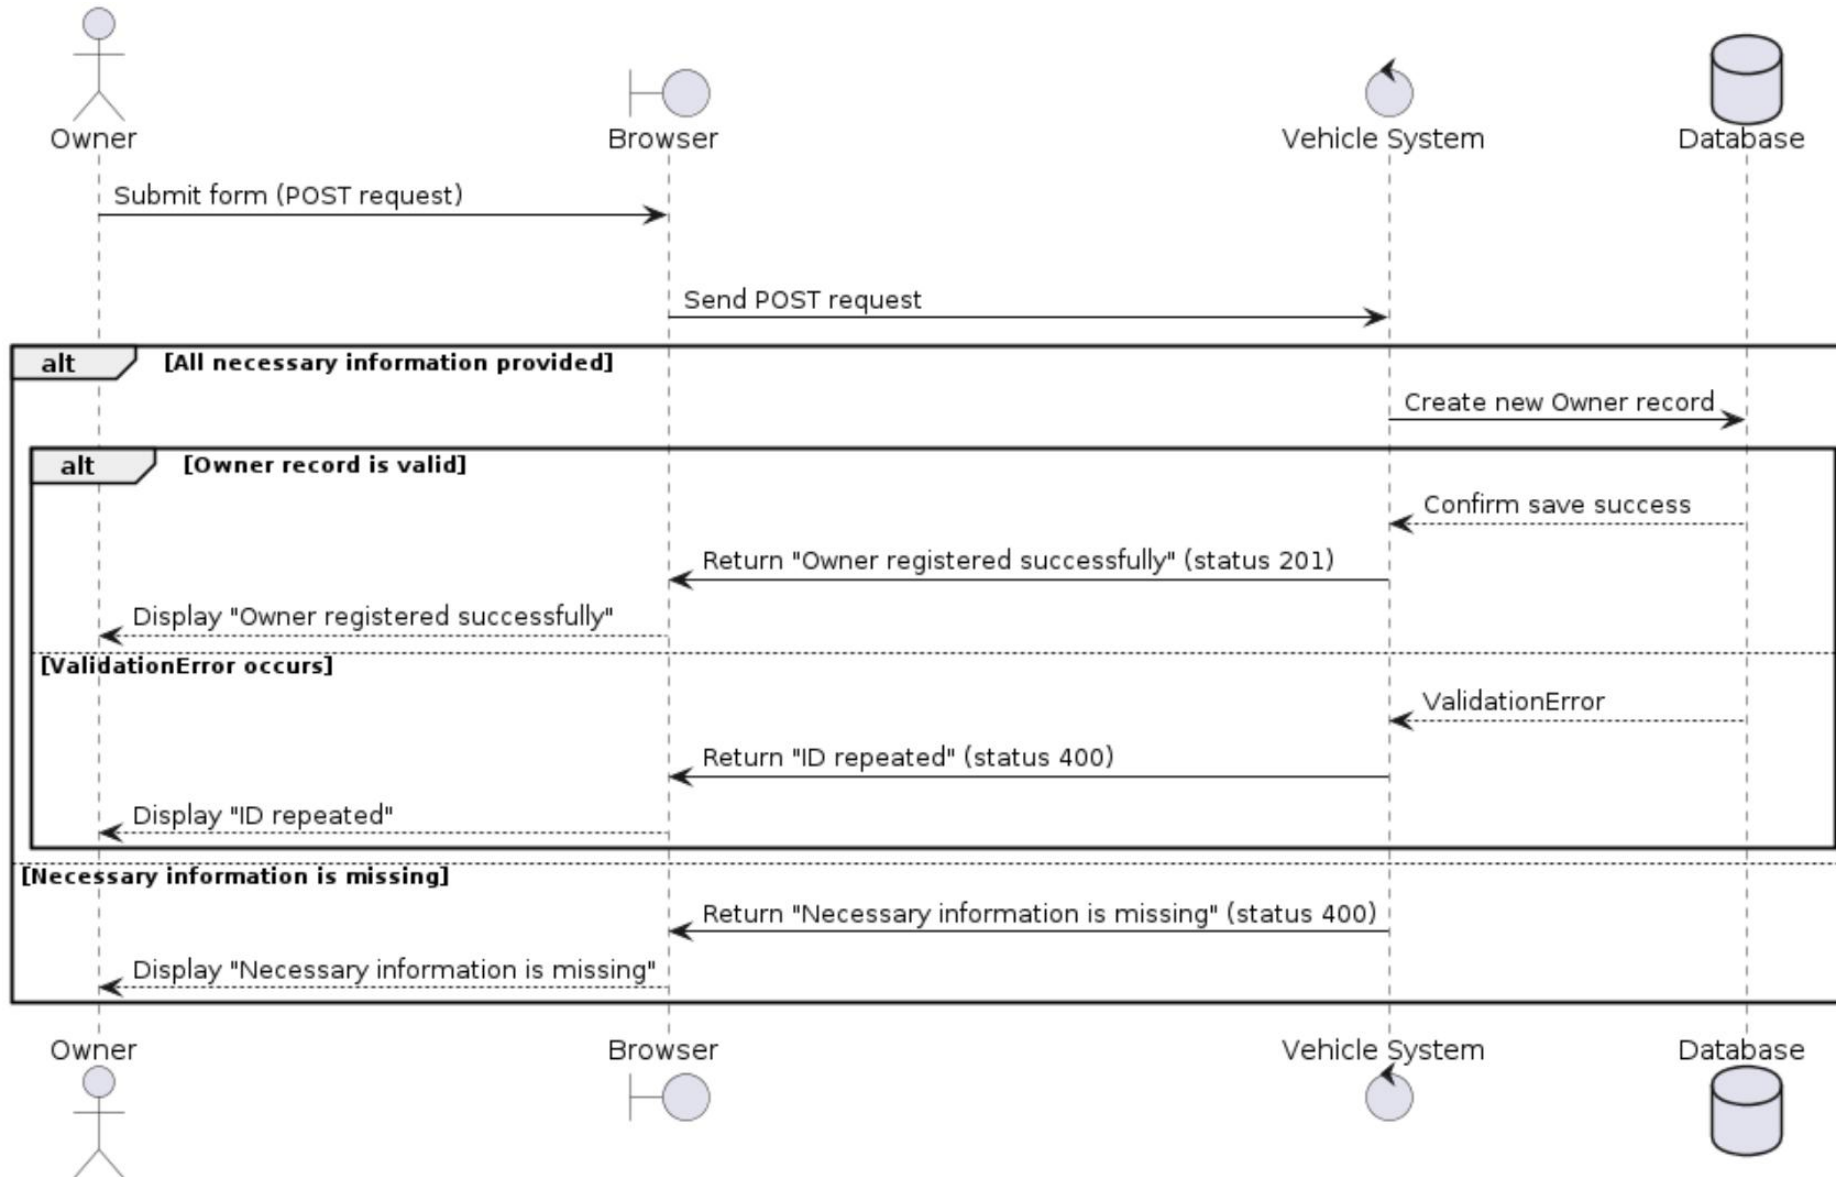 Owner
Browser
Vehicle System
Database
Submit form (POST request)
Send POST request
alt [All necessary information provided]
Create new Owner record
alt [Owner record is valid]
Confirm save success
Return "Owner registered successfully" (status 201)
Display "Owner registered successfully"
[ValidationError occurs]
ValidationError
Return "ID repeated" (status 400)
Display "ID repeated"
[Necessary information is missing]
Return "Necessary information is missing" (status 400)
Display "Necessary information is missing"
Owner
Browser
Vehicle System
Database